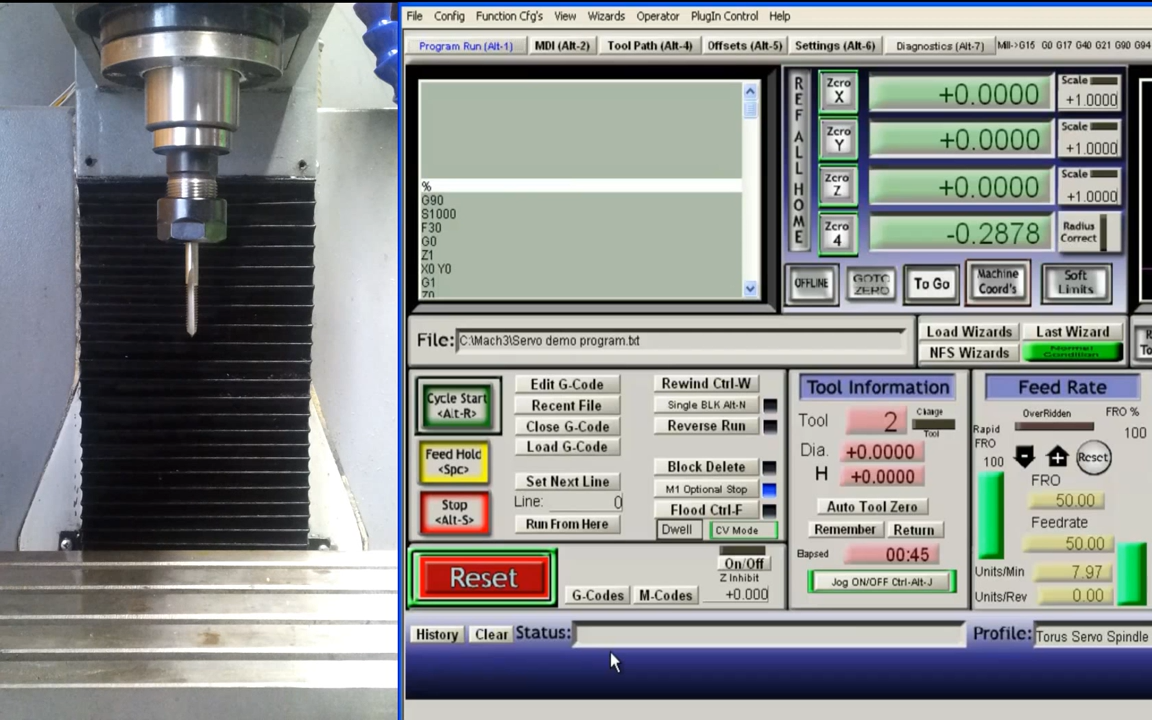 File Config Function Cfg's View Wizards Operator PlugIn Control Help
Program Run (Alt-1) MDI (Alt-2) Tool Path (Alt-4) Offsets (Alt-5) Settings (Alt-6) Diagnostics (Alt-7) Mill->G15 G0 G17 G40 G21 G90 G94
%
G90
S1000
F30
G0
Z1
X0 Y0
G1
Z0
REF ALL HOME
Zero X +0.0000 Scale +1.0000
Zero Y +0.0000 Scale +1.0000
Zero Z +0.0000 Scale +1.0000
Zero 4 -0.2878 Radius Correct
OFFLINE GOTO ZERO To Go Machine Coord's Soft Limits
File: C:\Mach3\Servo demo program.txt
Load Wizards Last Wizard
NFS Wizards Normal Condition
Cycle Start <Alt-R>
Feed Hold <Spc>
Stop <Alt-S>
Edit G-Code
Recent File
Close G-Code
Load G-Code
Set Next Line
Line: 0
Run From Here
Rewind Ctrl-W
Single BLK Alt-N
Reverse Run
Block Delete
M1 Optional Stop
Flood Ctrl-F
Dwell CV Mode
Reset
G-Codes M-Codes
On/Off
Z Inhibit
+0.000
Tool Information
Tool 2 Change Tool
Dia. +0.0000
H +0.0000
Auto Tool Zero
Remember Return
Elapsed 00:45
Jog ON/OFF Ctrl-Alt-J
Feed Rate
OverRidden FRO %
100
Rapid FRO
100
Reset
FRO
50.00
Feedrate
50.00
Units/Min 7.97
Units/Rev 0.00
History Clear Status:
Profile: Torus Servo Spindle